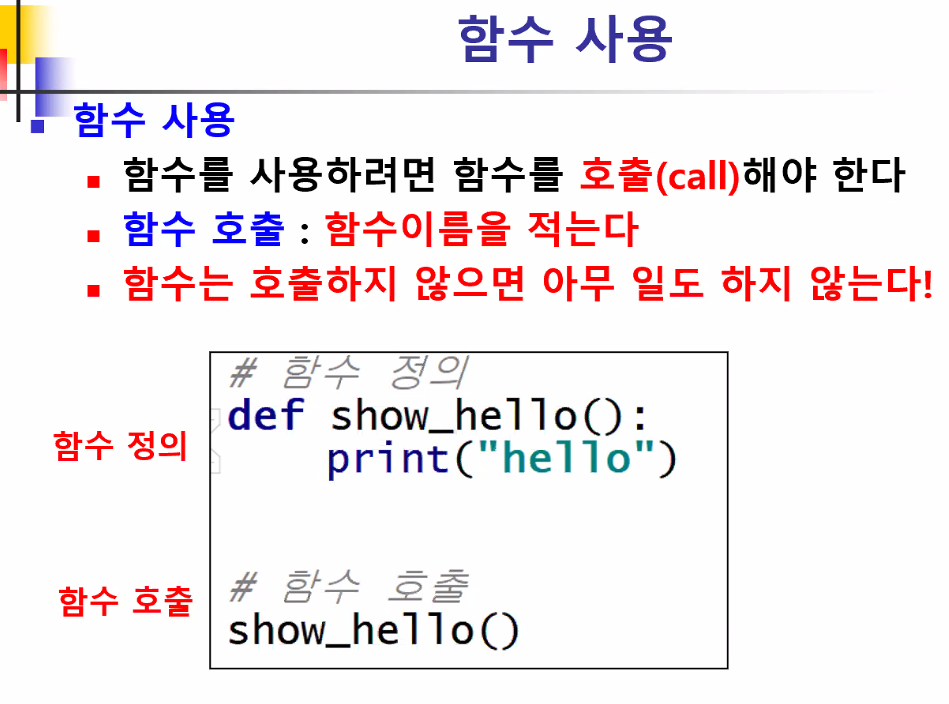 함수 사용
함수 사용
함수를 사용하려면 함수를 호출(call)해야 한다
함수 호출 : 함수이름을 적는다
함수는 호출하지 않으면 아무 일도 하지 않는다!
# 함수 정의
def show_hello():
함수 정의
print("hello")
# 함수 호출
함수 호출
show_hello()